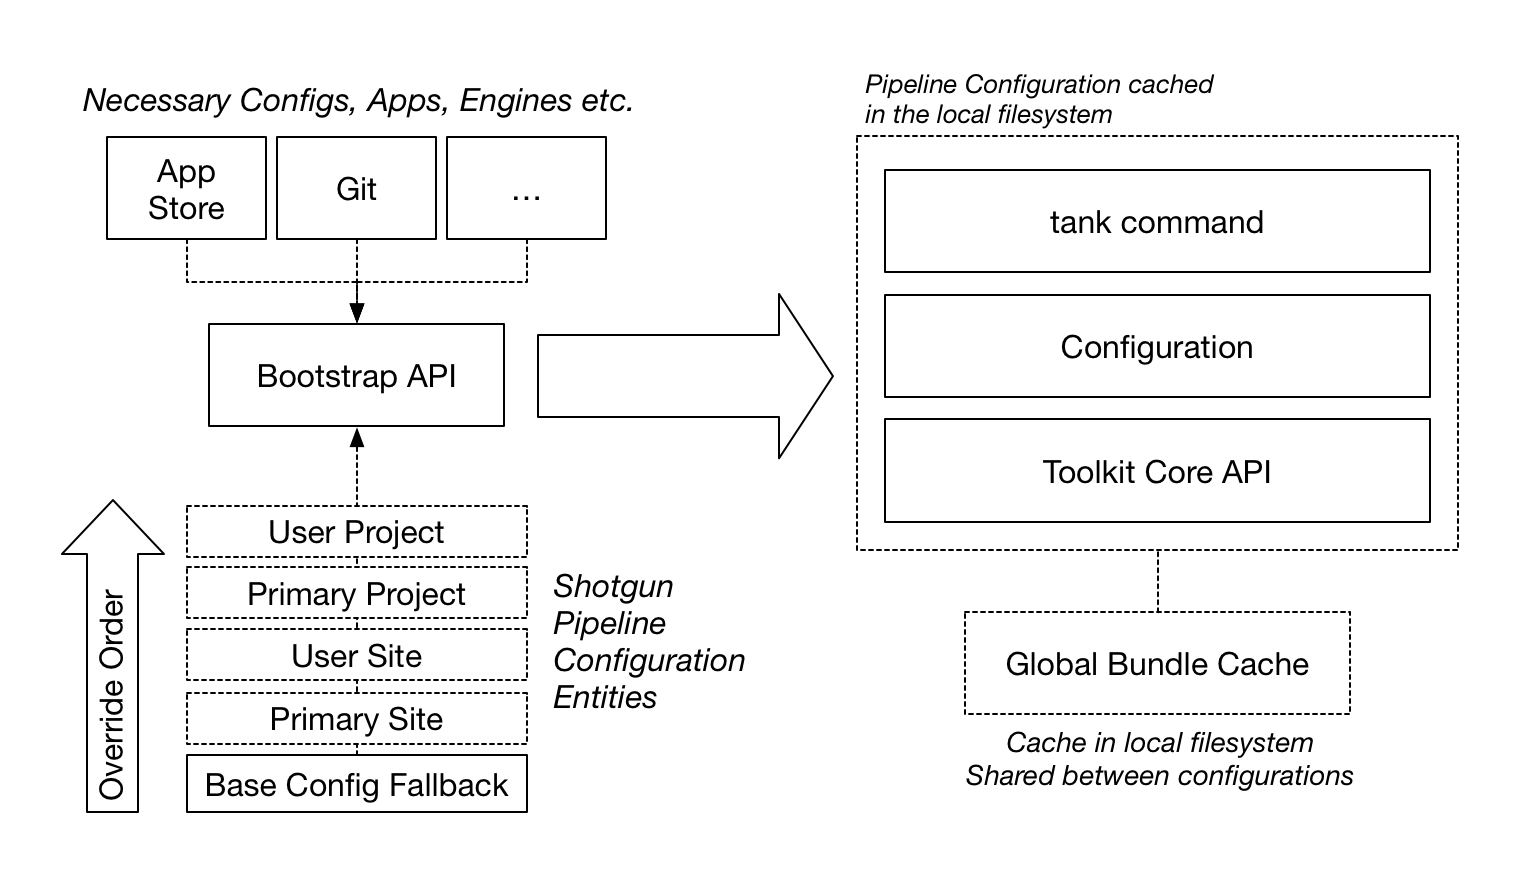 Necessary Configs, Apps, Engines etc.
App
Store
Git
...
Bootstrap API
Override Order
User Project
Primary Project
User Site
Primary Site
Base Config Fallback
Shotgun
Pipeline
Configuration
Entities
Pipeline Configuration cached
in the local filesystem
tank command
Configuration
Toolkit Core API
Global Bundle Cache
Cache in local filesystem
Shared between configurations